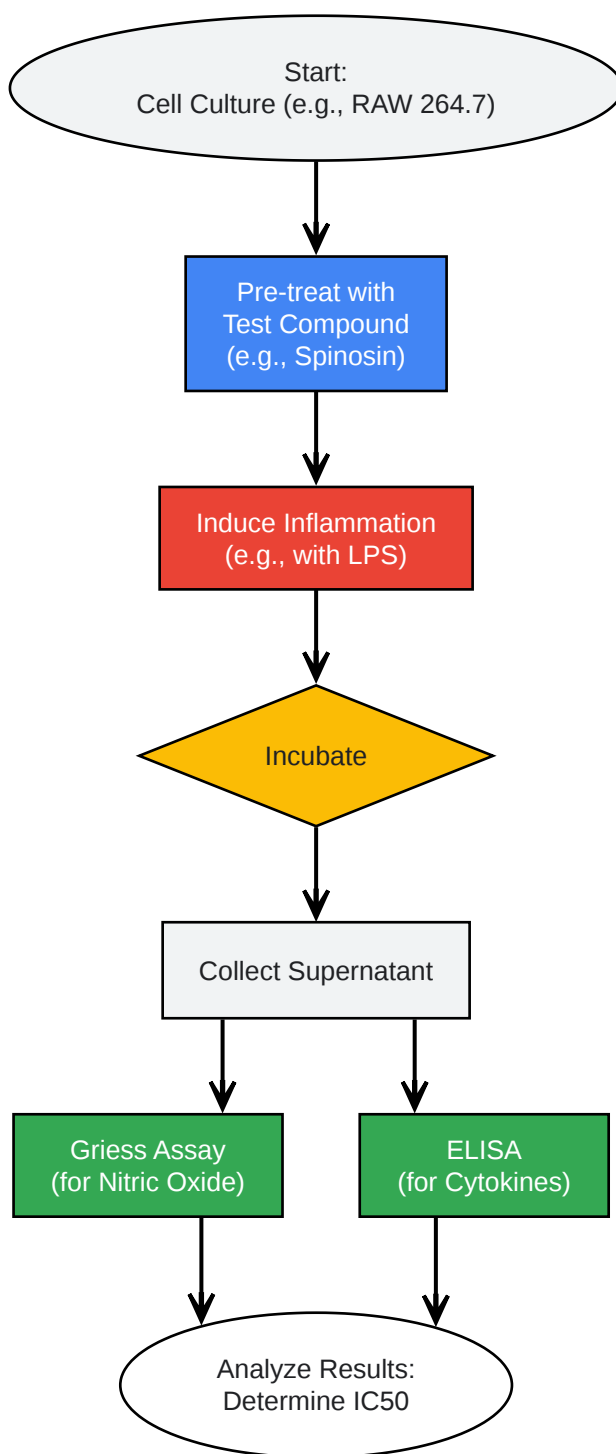 Start:
Cell Culture (e.g., RAW 264.7)
Pre-treat with
Test Compound
(e.g., Spinosin)
Induce Inflammation
(e.g., with LPS)
Incubate
Collect Supernatant
Griess Assay
(for Nitric Oxide)
ELISA
(for Cytokines)
Analyze Results:
Determine IC50